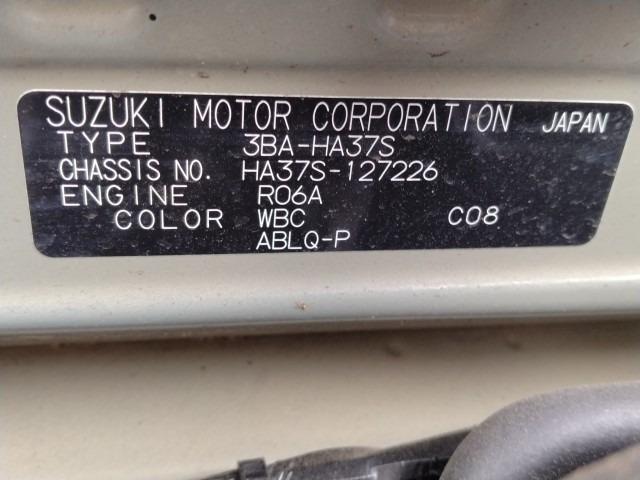 SUZUKI MOTOR CORPORATION JAPAN
TYPE 3BA-HA37S
CHASSIS NO. HA37S-127226
ENGINE R06A
COLOR WBC C08
ABLQ-P